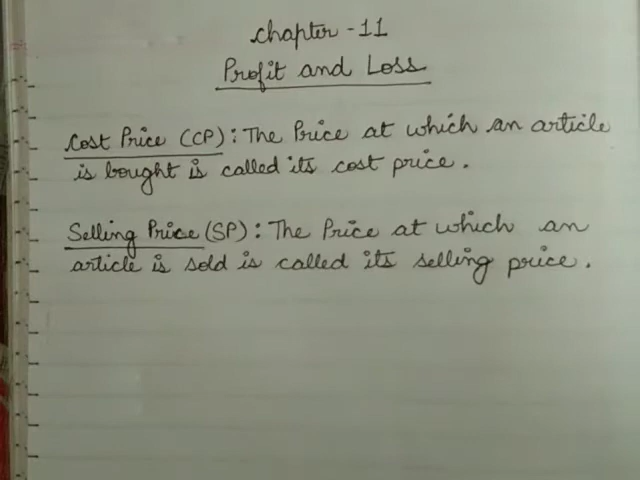 chapter - 11
Profit and Loss
Cost Price (CP) : The Price at which an article
is bought is called its cost price.
Selling Price (SP) : The Price at which an
article is sold is called its selling price.